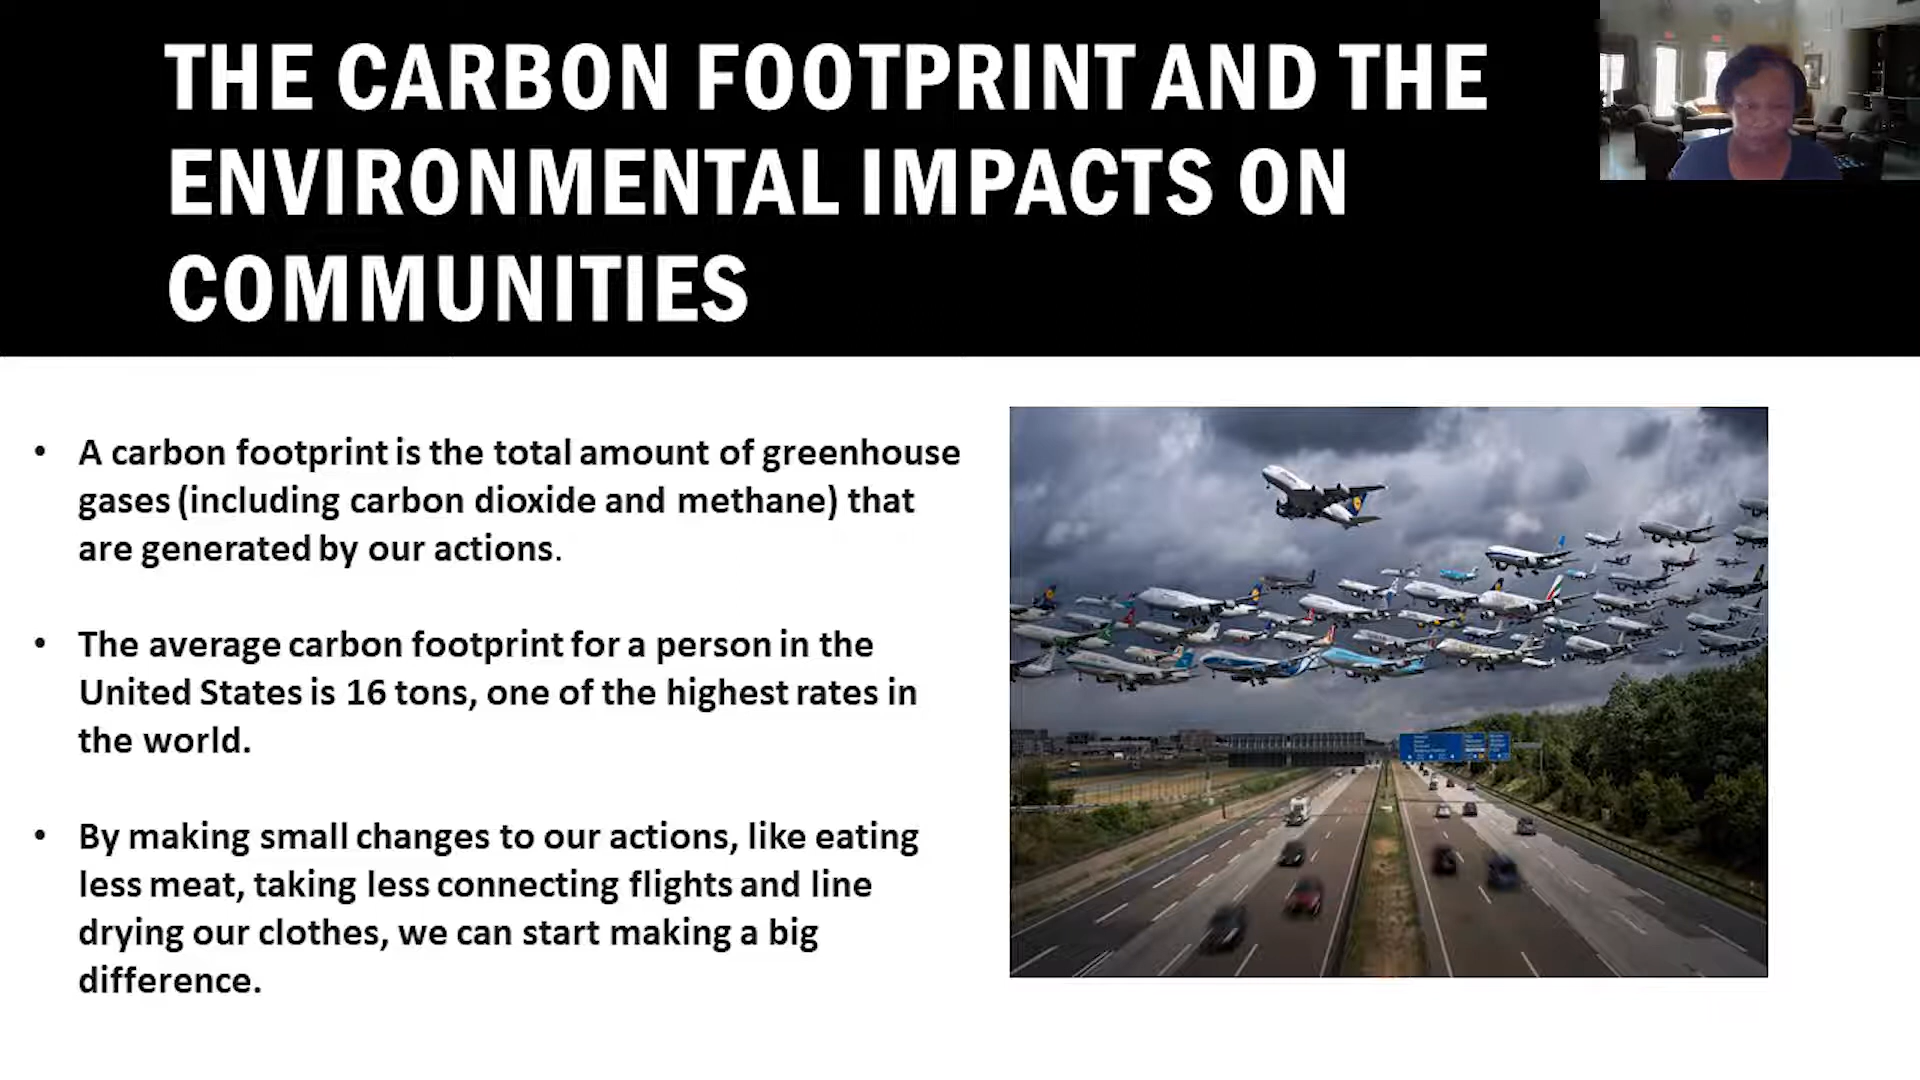 THE CARBON FOOTPRINT AND THE
ENVIRONMENTAL IMPACTS ON
COMMUNITIES
• A carbon footprint is the total amount of greenhouse
gases (including carbon dioxide and methane) that
are generated by our actions.
• The average carbon footprint for a person in the
United States is 16 tons, one of the highest rates in
the world.
• By making small changes to our actions, like eating
less meat, taking less connecting flights and line
drying our clothes, we can start making a big
difference.